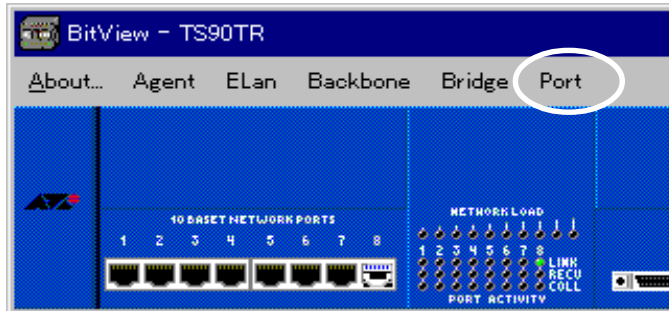 BitView - TS90TR
About... Agent ELan Backbone Bridge Port
NETWORK LOAD
10 BASET NETWORK PORTS
1 2 3 4 5 6 7 8
1 2 3 4 5 6 7 8
LINK
RECV
COLL
PORT ACTIVITY